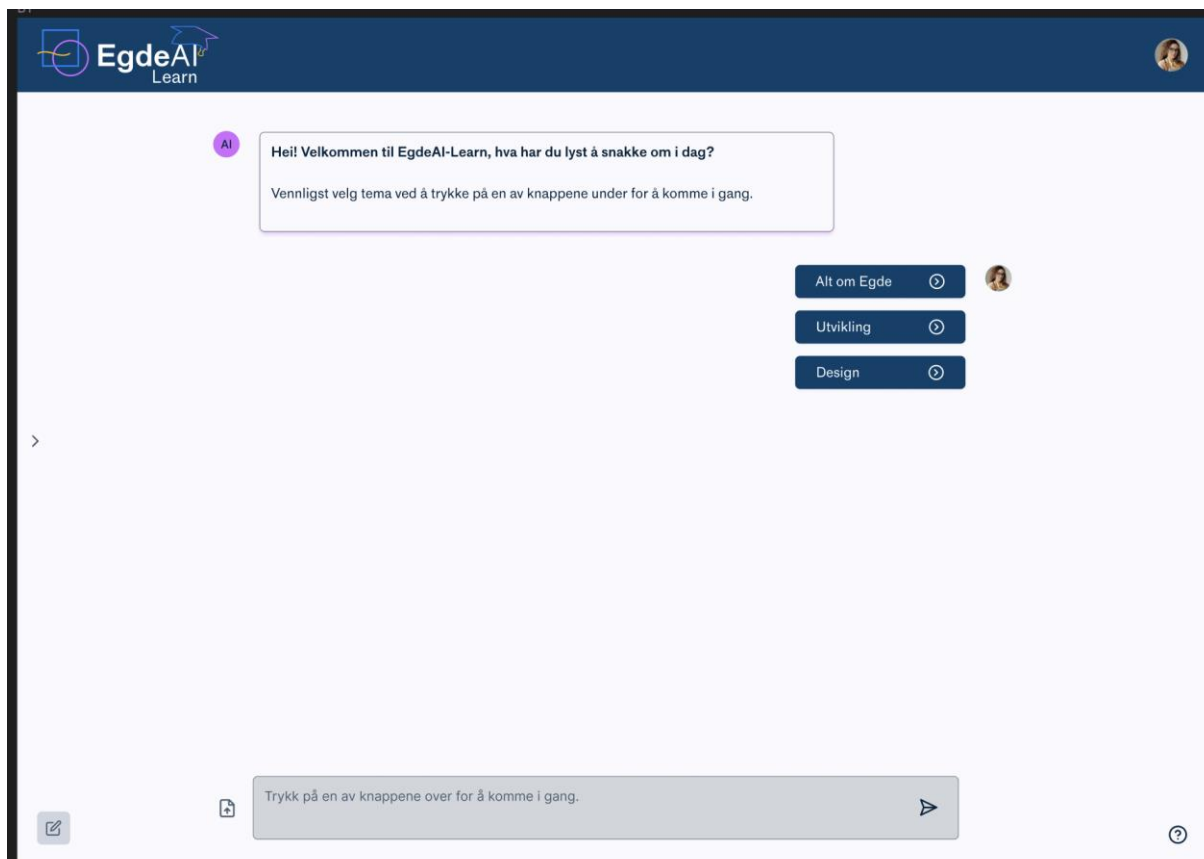 EgdeAI
Learn
AI
Hei! Velkommen til EgdeAI-Learn, hva har du lyst å snakke om i dag?
Vennligst velg tema ved å trykke på en av knappene under for å komme i gang.
Alt om Egde
Utvikling
Design
Trykk på en av knappene over for å komme i gang.